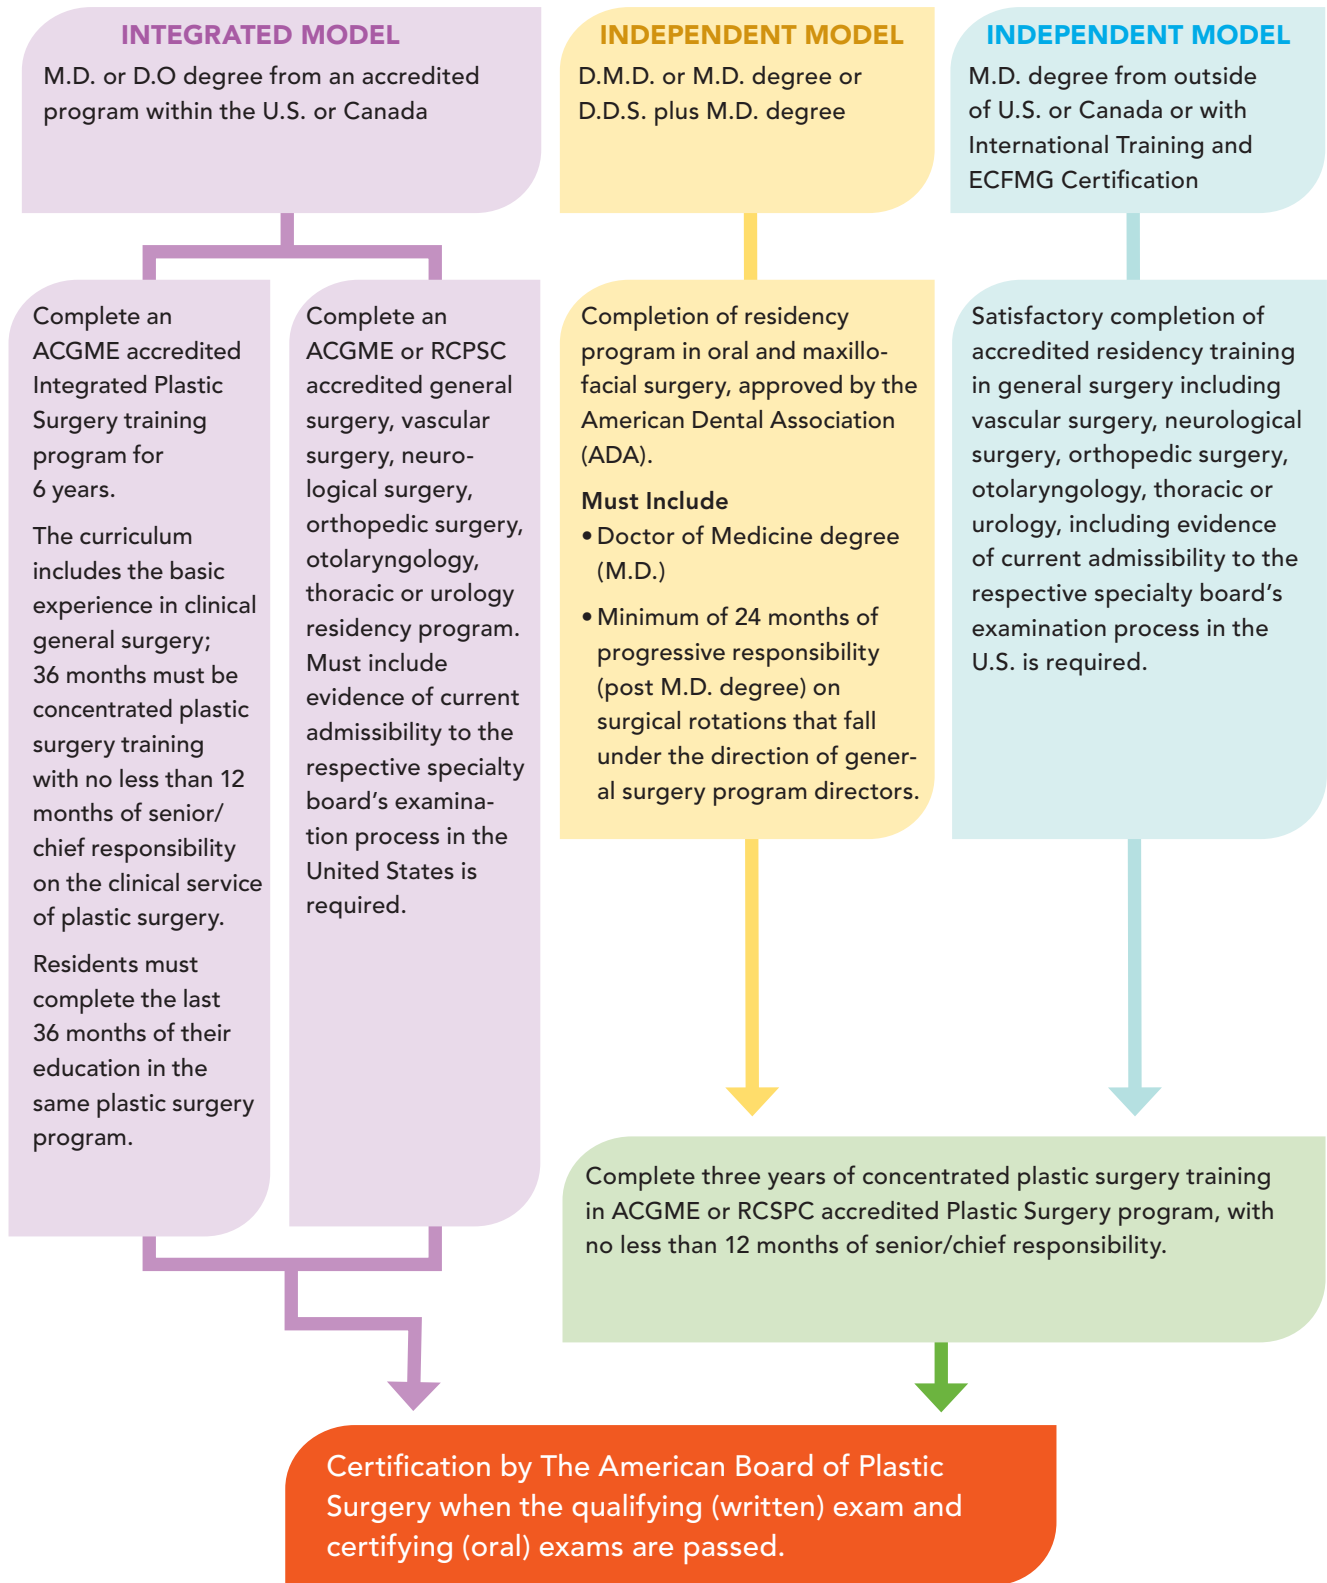 INTEGRATED MODEL
M.D. or D.O degree from an accredited
program within the U.S. or Canada
INDEPENDENT MODEL
D.M.D. or M.D. degree or
D.D.S. plus M.D. degree
INDEPENDENT MODEL
M.D. degree from outside
of U.S. or Canada or with
International Training and
ECFMG Certification
Complete an
ACGME accredited
Integrated Plastic
Surgery training
program for
6 years.
The curriculum
includes the basic
experience in clinical
general surgery;
36 months must be
concentrated plastic
surgery training
with no less than 12
months of senior/
chief responsibility
on the clinical service
of plastic surgery.
Residents must
complete the last
36 months of their
education in the
same plastic surgery
program.
Complete an
ACGME or RCPSC
accredited general
surgery, vascular
surgery, neuro-
logical surgery,
orthopedic surgery,
otolaryngology,
thoracic or urology
residency program.
Must include
evidence of current
admissibility to the
respective specialty
board's examina-
tion process in the
United States is
required.
Completion of residency
program in oral and maxillo-
facial surgery, approved by the
American Dental Association
(ADA).
Must Include
• Doctor of Medicine degree
(M.D.)
• Minimum of 24 months of
progressive responsibility
(post M.D. degree) on
surgical rotations that fall
under the direction of gener-
al surgery program directors.
Satisfactory completion of
accredited residency training
in general surgery including
vascular surgery, neurological
surgery, orthopedic surgery,
otolaryngology, thoracic or
urology, including evidence
of current admissibility to the
respective specialty board's
examination process in the
U.S. is required.
Complete three years of concentrated plastic surgery training
in ACGME or RCSPC accredited Plastic Surgery program, with
no less than 12 months of senior/chief responsibility.
Certification by The American Board of Plastic
Surgery when the qualifying (written) exam and
certifying (oral) exams are passed.